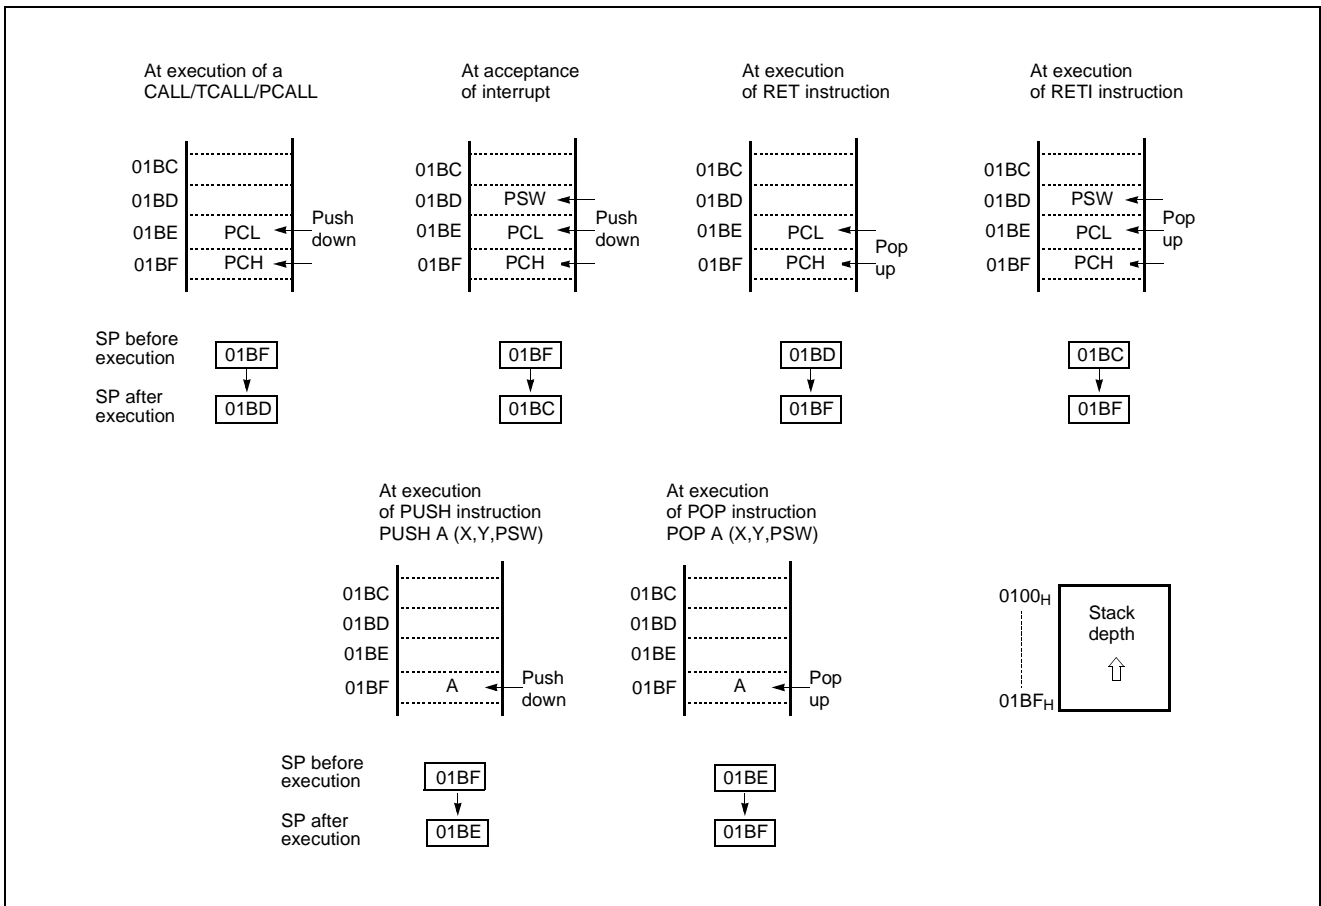 At execution of a
CALL/TCALL/PCALL
01BC
01BD
01BE PCL
01BF PCH
Push
down
SP before
execution
01BF
SP after
execution
01BD
At acceptance
of interrupt
01BC
01BD PSW
01BE PCL
01BF PCH
Push
down
01BF
01BC
At execution
of RET instruction
01BC
01BD
01BE PCL
01BF PCH
Pop
up
01BD
01BF
At execution
of RETI instruction
01BC
01BD PSW
01BE PCL
01BF PCH
Pop
up
01BC
01BF
At execution
of PUSH instruction
PUSH A (X,Y,PSW)
01BC
01BD
01BE
01BF A
Push
down
SP before
execution
01BF
SP after
execution
01BE
At execution
of POP instruction
POP A (X,Y,PSW)
01BC
01BD
01BE
01BF A
Pop
up
01BE
01BF
0100H
Stack
depth
01BFH